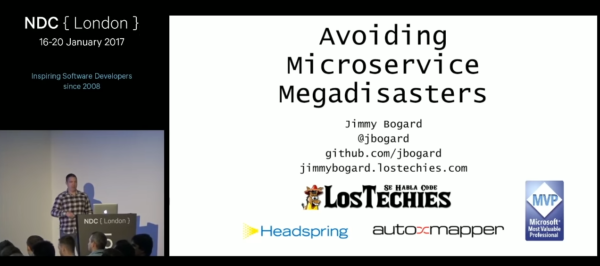 NDC { London }
16-20 January 2017
Inspiring Software Developers
since 2008
NDC { London }
5
Avoiding
Microservice
Megadisasters
Jimmy Bogard
@jbogard
github.com/jbogard
jimmybogard.lostechies.com
SE HABLA CODE
LOSTECHIES
Headspring
automapper
MVP
Microsoft®
Most Valuable
Professional